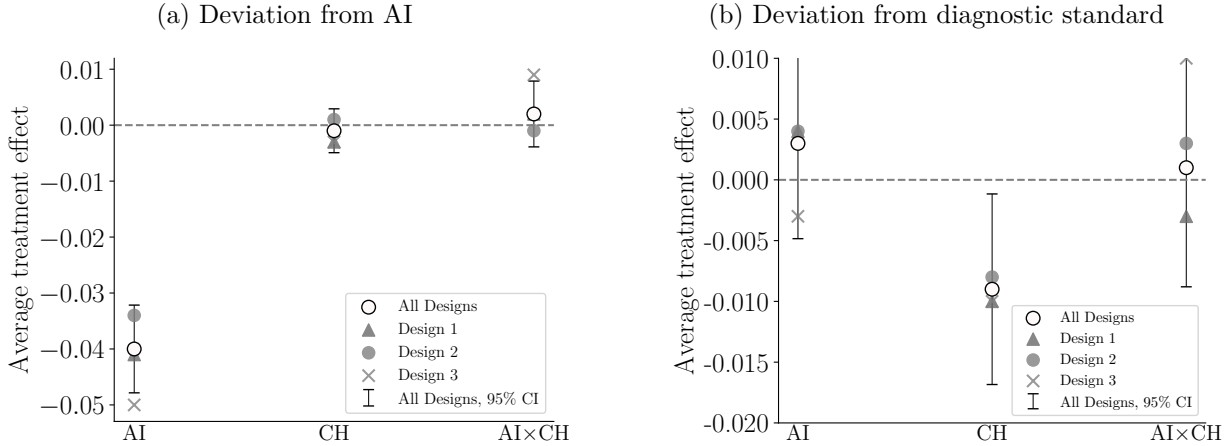 (a) Deviation from AI
Average treatment effect
0.01
0.00
−0.01
−0.02
−0.03
−0.04
−0.05
AI
CH
AI×CH
All Designs
Design 1
Design 2
Design 3
All Designs, 95% CI
(b) Deviation from diagnostic standard
Average treatment effect
0.010
0.005
0.000
-0.005
-0.010
-0.015
-0.020
AI
CH
AI×CH
All Designs
Design 1
Design 2
Design 3
All Designs, 95% CI